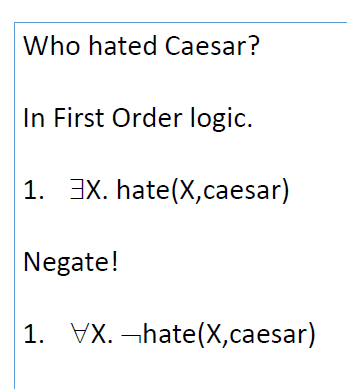 Who hated Caesar?
In First Order logic.
1. ∃X. hate(X,caesar)
Negate!
1. ∀X. ¬hate(X,caesar)